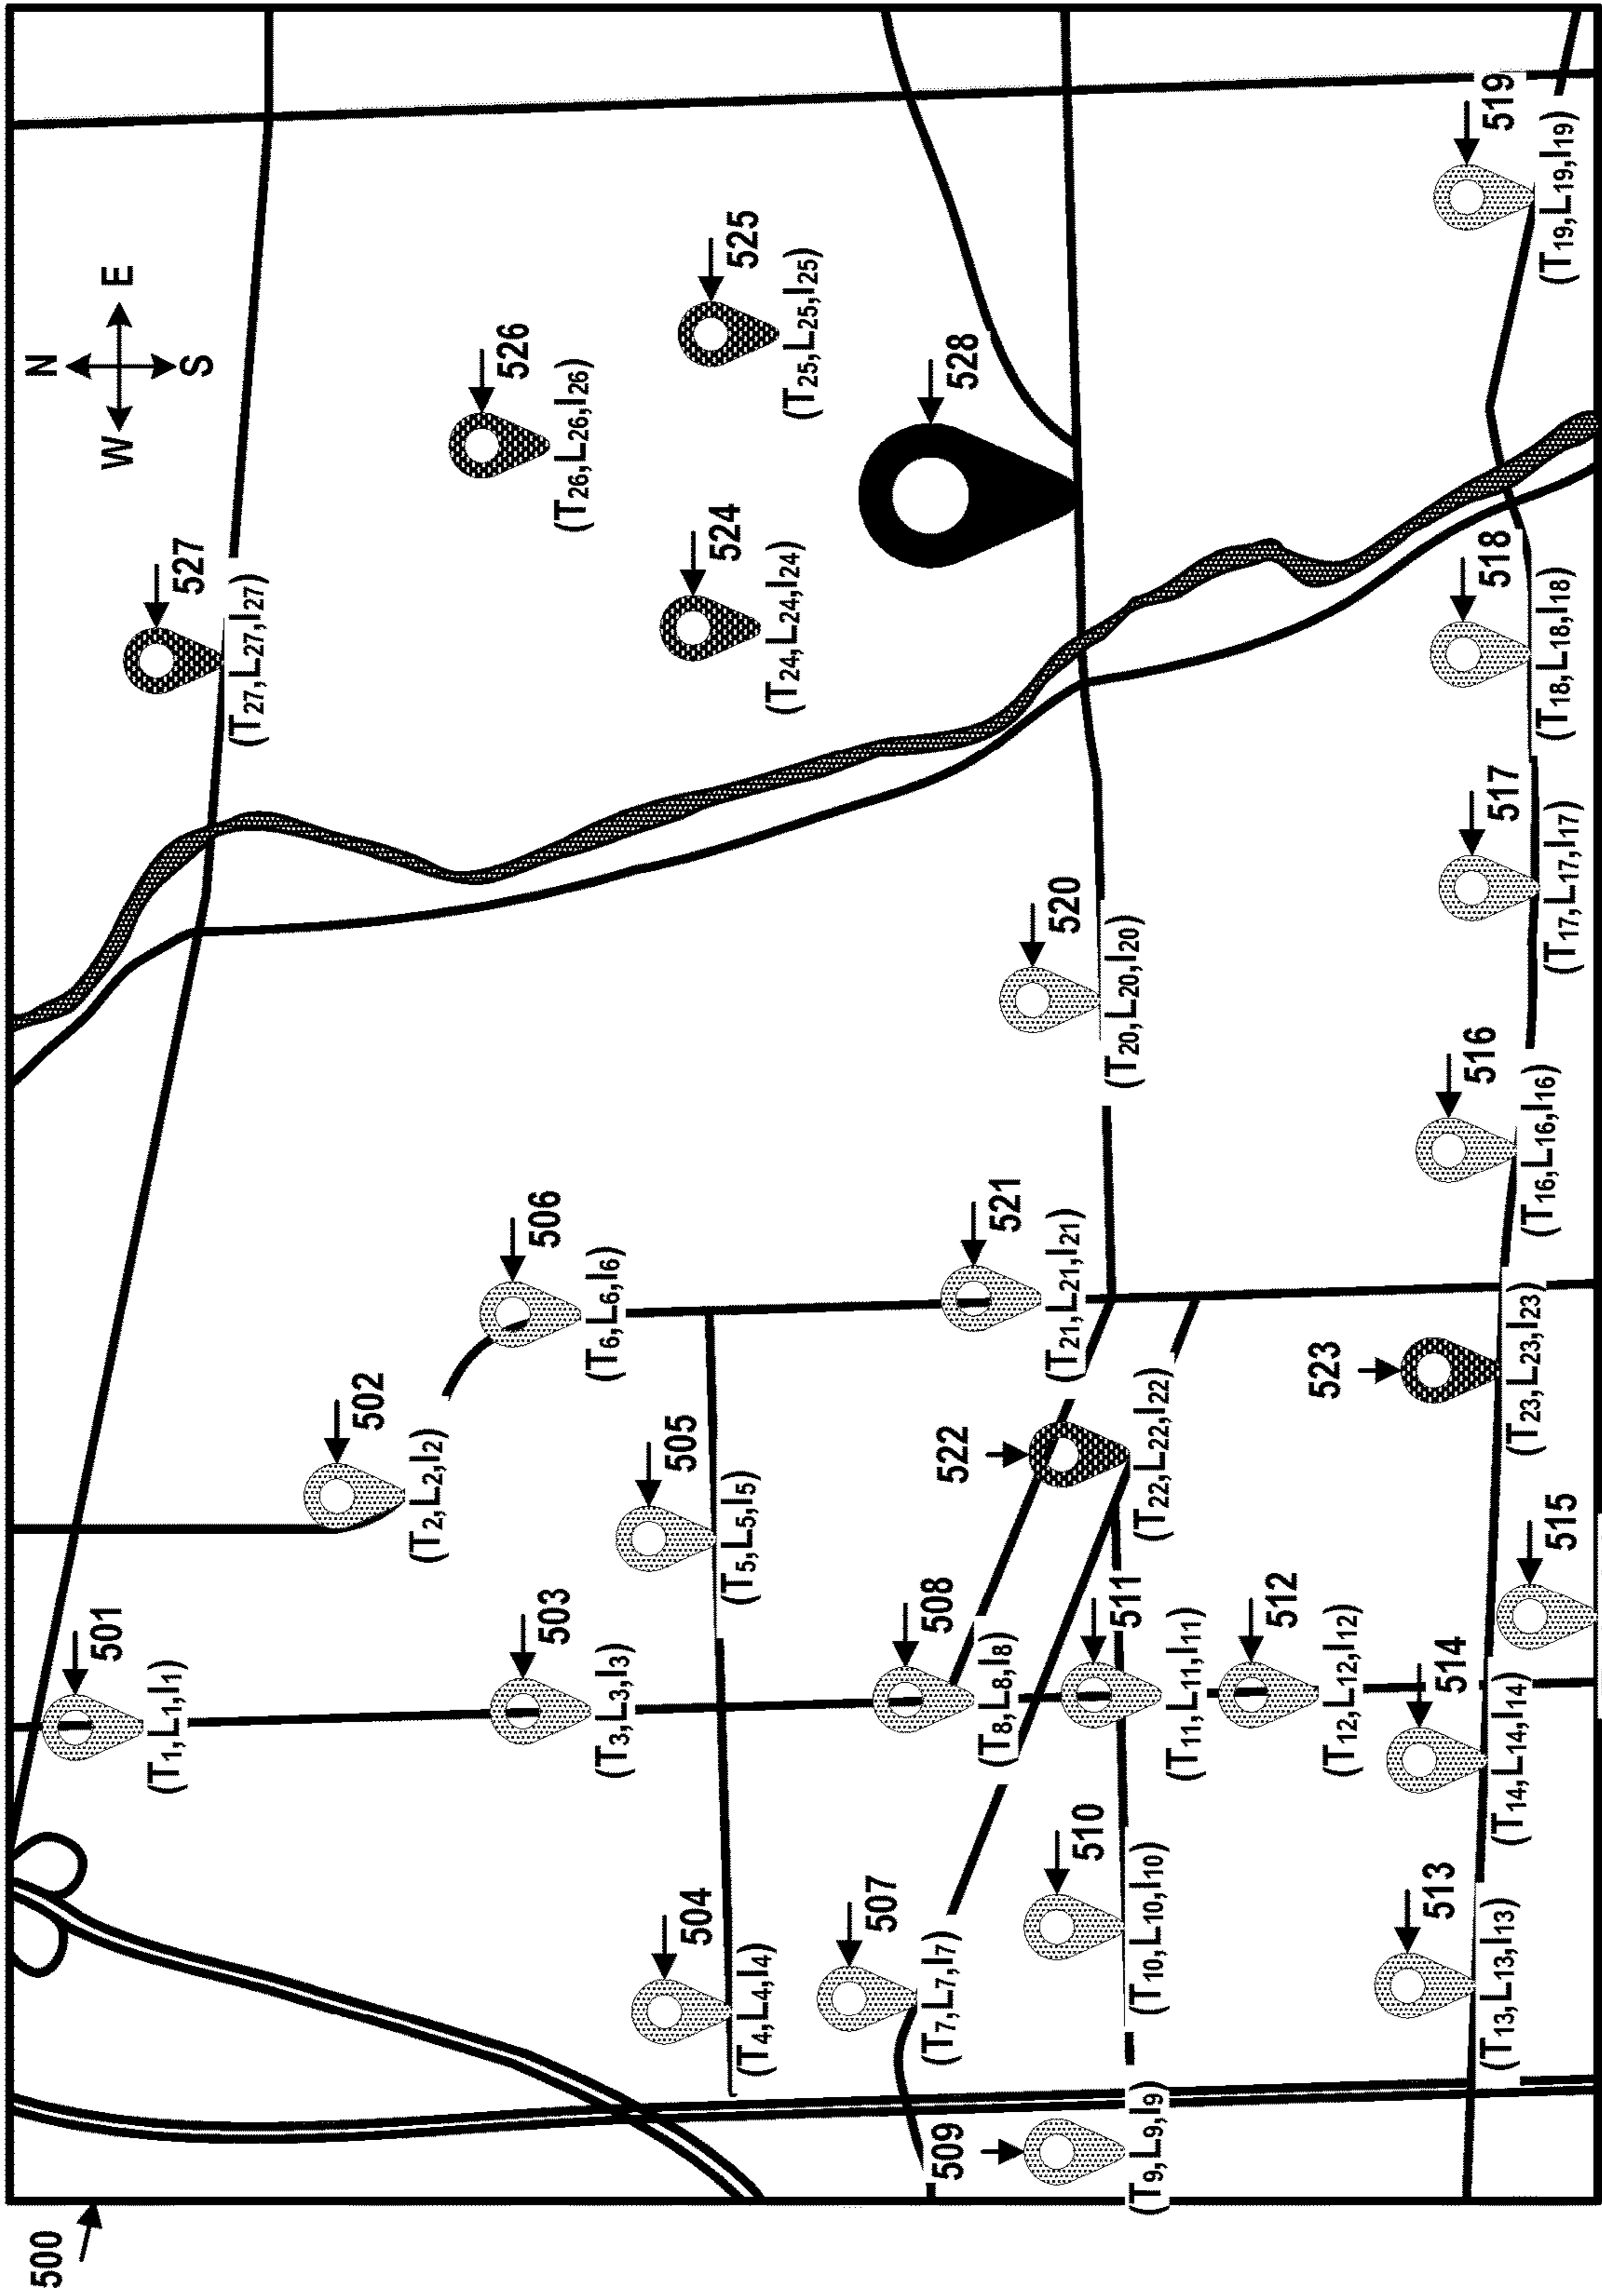 500
N
W E
S
501
(T1,L1,I1)
527
(T27,L27,I27)
502
(T2,L2,I2)
526
(T26,L26,I26)
503
(T3,L3,I3)
506
(T6,L6,I6)
504
(T4,L4,I4)
505
(T5,L5,I5)
524
(T24,L24,I24)
525
(T25,L25,I25)
507
(T7,L7,I7)
508
(T8,L8,I8)
521
(T21,L21,I21)
528
509
(T9,L9,I9)
510
(T10,L10,I10)
511
(T11,L11,I11)
522
(T22,L22,I22)
520
(T20,L20,I20)
512
(T12,L12,I12)
513
(T13,L13,I13)
514
(T14,L14,I14)
515
523
(T23,L23,I23)
516
(T16,L16,I16)
517
(T17,L17,I17)
518
(T18,L18,I18)
519
(T19,L19,I19)